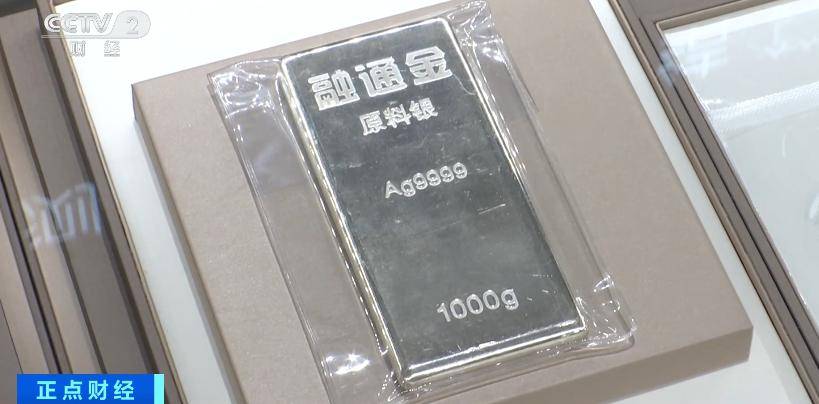 CCTV 2
财经
融通金
原料银
Ag9999
1000g
正点财经